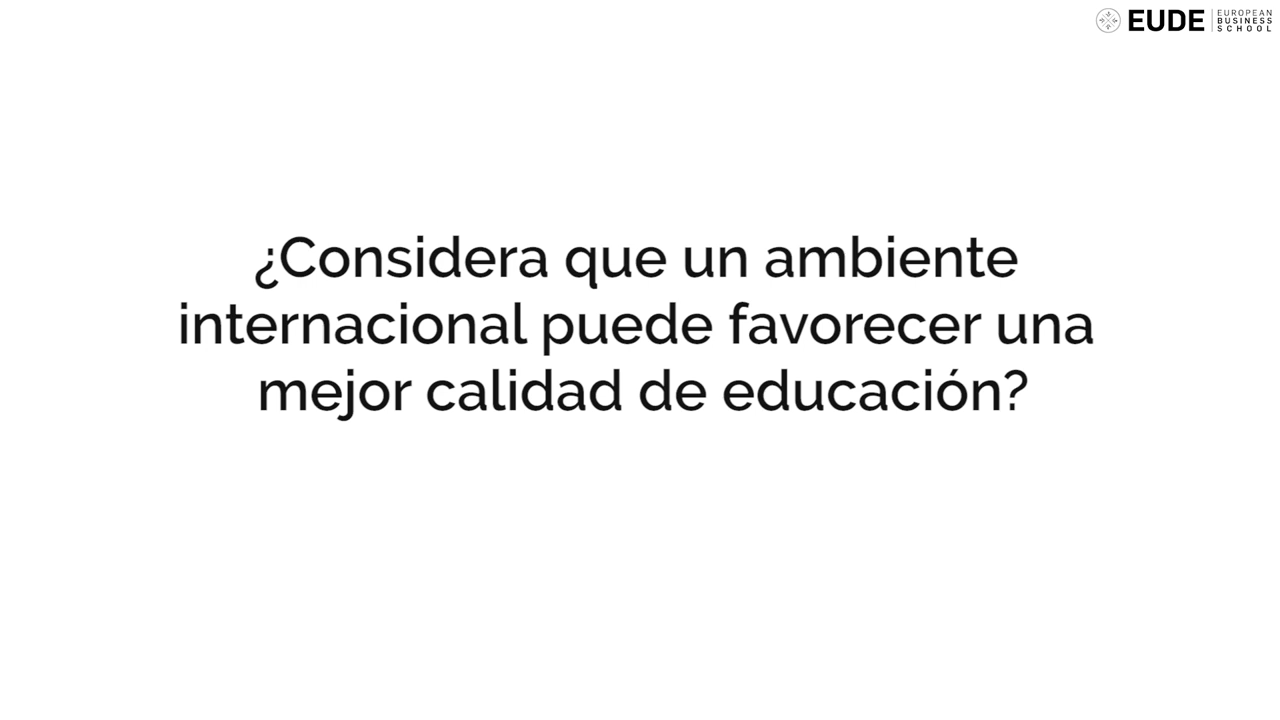 EUDE
EUROPEAN
BUSINESS
SCHOOL
¿Considera que un ambiente
internacional puede favorecer una
mejor calidad de educación?